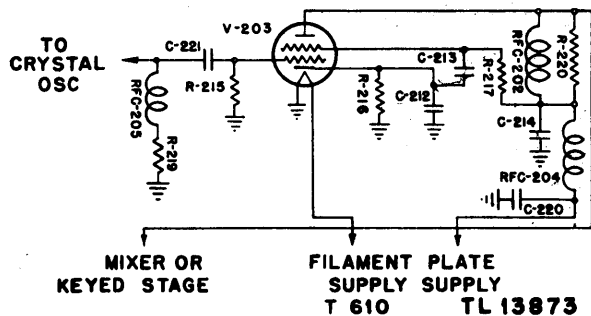 TO
CRYSTAL
OSC
C-221
V-203
R-215
RFC-205
R-219
R-216
C-213
C-212
R-217
RFC-202
R-220
C-214
RFC-204
C-220
MIXER OR
KEYED STAGE
FILAMENT PLATE
SUPPLY SUPPLY
T 610
TL 13873